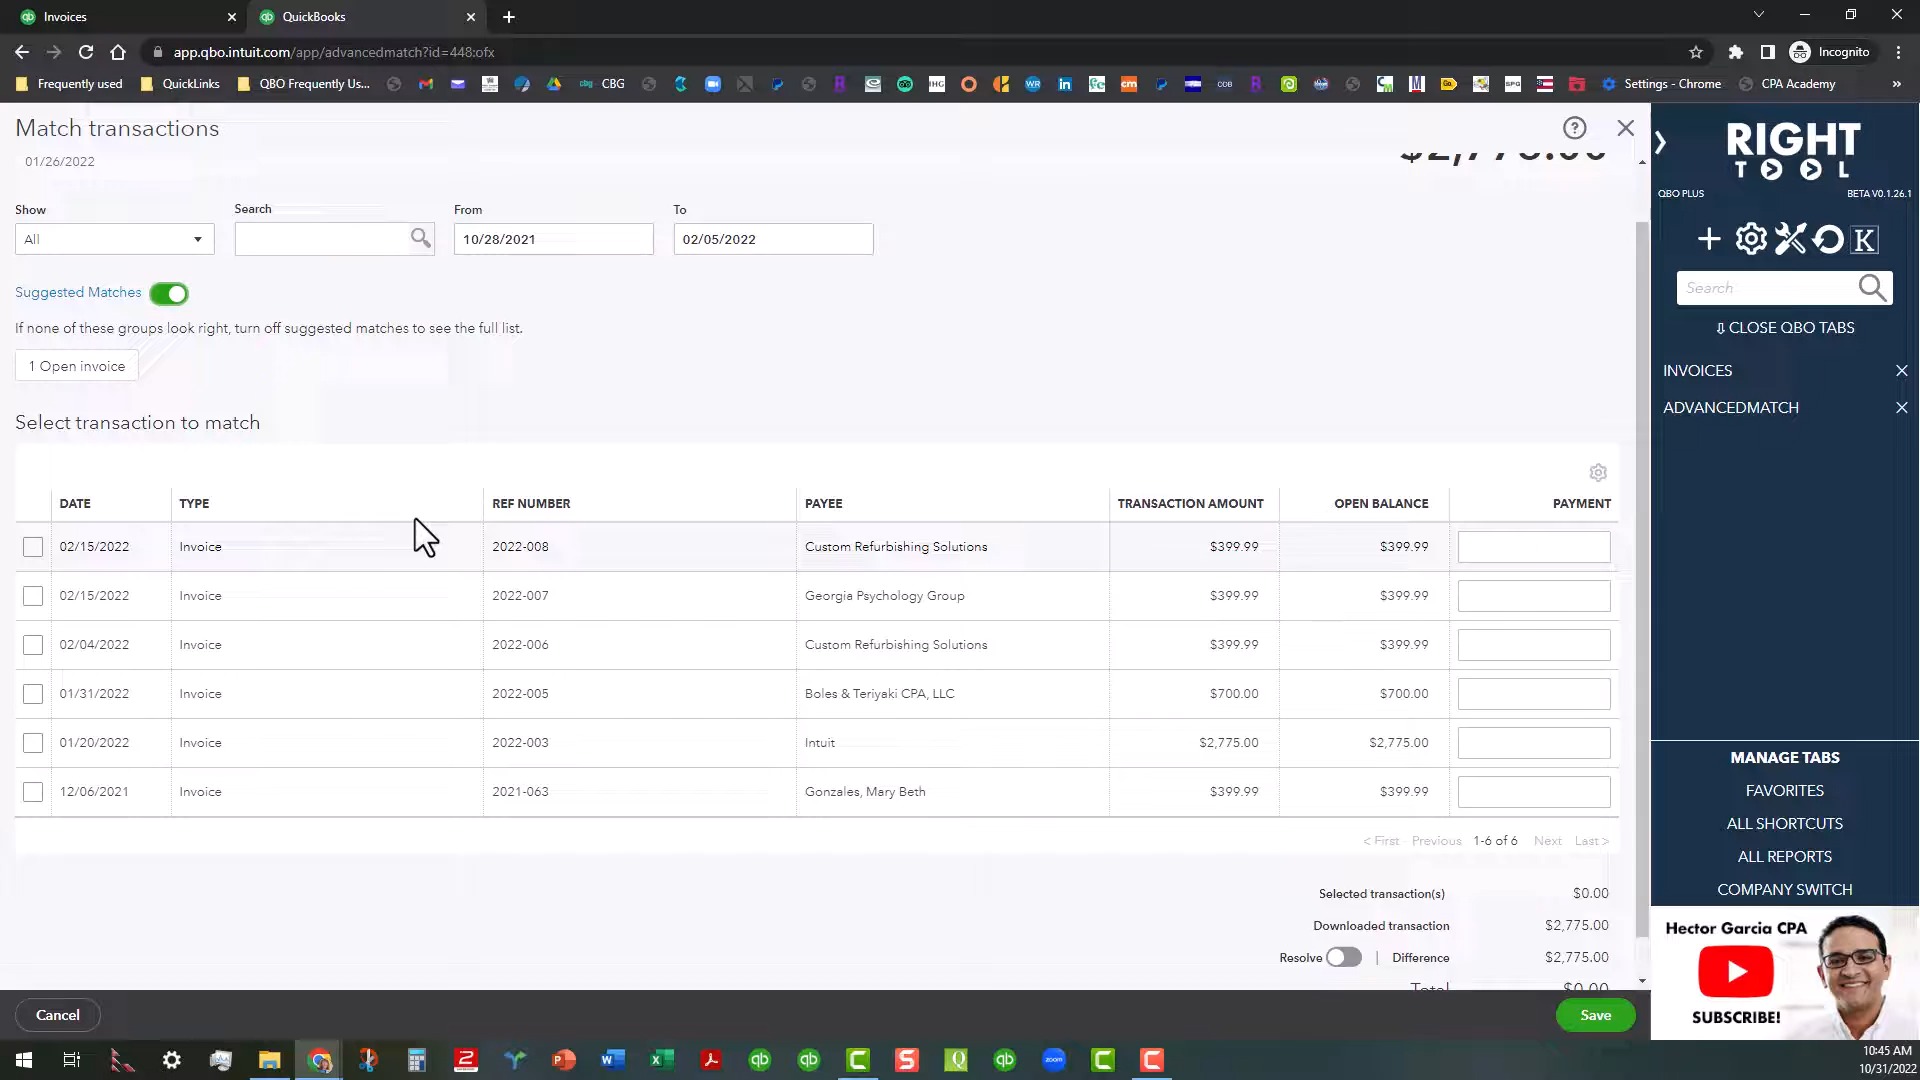 Invoices
QuickBooks
app.qbo.intuit.com/app/advancedmatch?id=448:ofx
Incognito
Frequently used
QuickLinks
QBO Frequently Us...
CBG
Settings - Chrome
CPA Academy
»
Match transactions
01/26/2022
Show
Search
From
To
All
10/28/2021
02/05/2022
Suggested Matches
If none of these groups look right, turn off suggested matches to see the full list.
1 Open invoice
Select transaction to match
DATE TYPE REF NUMBER PAYEE TRANSACTION AMOUNT OPEN BALANCE PAYMENT
02/15/2022 Invoice 2022-008 Custom Refurbishing Solutions $399.99 $399.99
02/15/2022 Invoice 2022-007 Georgia Psychology Group $399.99 $399.99
02/04/2022 Invoice 2022-006 Custom Refurbishing Solutions $399.99 $399.99
01/31/2022 Invoice 2022-005 Boles & Teriyaki CPA, LLC $700.00 $700.00
01/20/2022 Invoice 2022-003 Intuit $2,775.00 $2,775.00
12/06/2021 Invoice 2021-063 Gonzales, Mary Beth $399.99 $399.99
< First Previous 1-6 of 6 Next Last >
Selected transaction(s) $0.00
Downloaded transaction $2,775.00
Resolve | Difference $2,775.00
Total $0.00
Cancel
Save
RIGHT
TOOL
QBO PLUS
BETA V0.1.26.1
K
Search
⇩ CLOSE QBO TABS
INVOICES
ADVANCEDMATCH
MANAGE TABS
FAVORITES
ALL SHORTCUTS
ALL REPORTS
COMPANY SWITCH
Hector Garcia CPA
SUBSCRIBE!
10:45 AM
10/31/2022